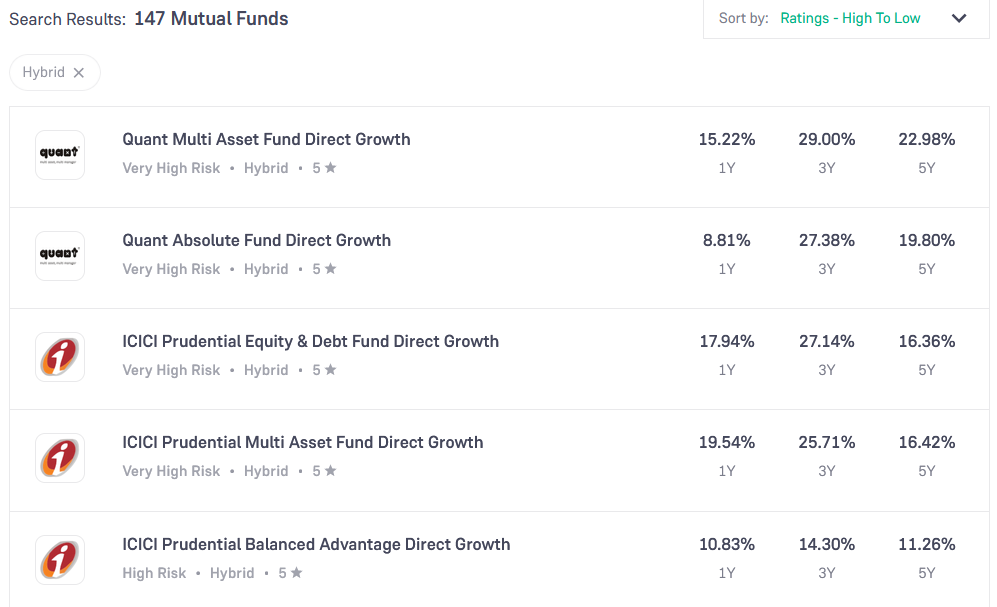 Search Results: 147 Mutual Funds
Sort by: Ratings - High To Low
Hybrid
quant
Quant Multi Asset Fund Direct Growth 15.22% 29.00% 22.98%
Very High Risk • Hybrid • 5 ★ 1Y 3Y 5Y
quant
Quant Absolute Fund Direct Growth 8.81% 27.38% 19.80%
Very High Risk • Hybrid • 5 ★ 1Y 3Y 5Y
ICICI Prudential Equity & Debt Fund Direct Growth 17.94% 27.14% 16.36%
Very High Risk • Hybrid • 5 ★ 1Y 3Y 5Y
ICICI Prudential Multi Asset Fund Direct Growth 19.54% 25.71% 16.42%
Very High Risk • Hybrid • 5 ★ 1Y 3Y 5Y
ICICI Prudential Balanced Advantage Direct Growth 10.83% 14.30% 11.26%
High Risk • Hybrid • 5 ★ 1Y 3Y 5Y